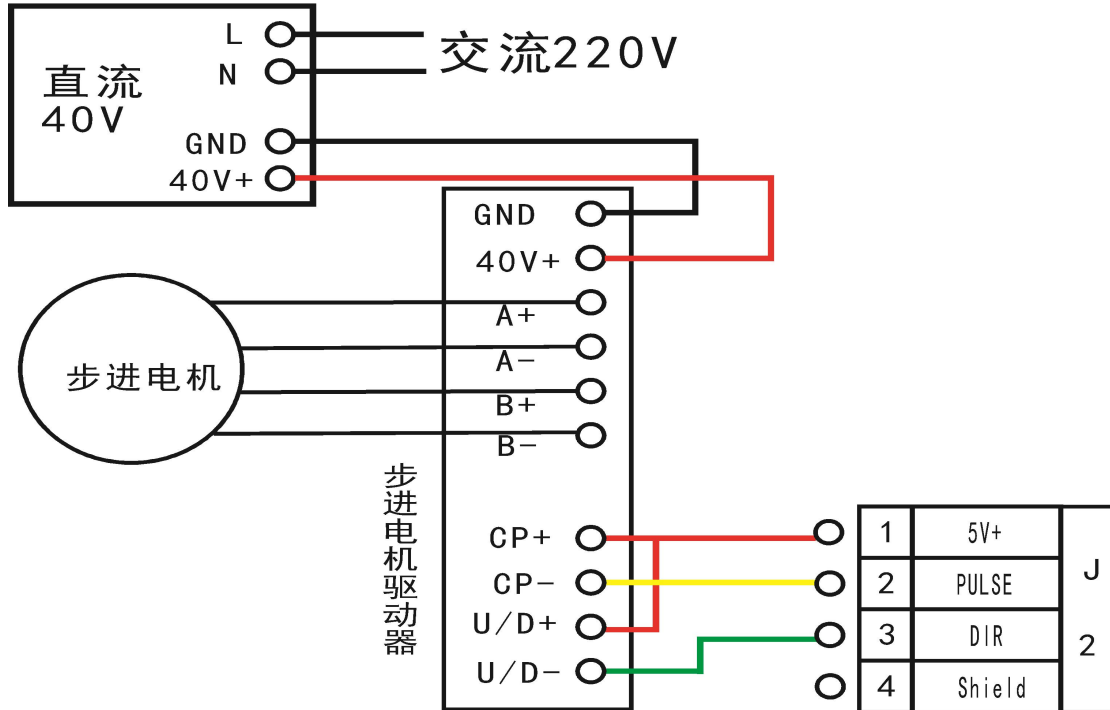 L
N
交流220V
直流
40V
GND
40V+
GND
40V+
A+
A-
B+
B-
步进电机
步进电机驱动器
CP+
CP-
U/D+
U/D-
1 5V+
2 PULSE
3 DIR
4 Shield
J
2